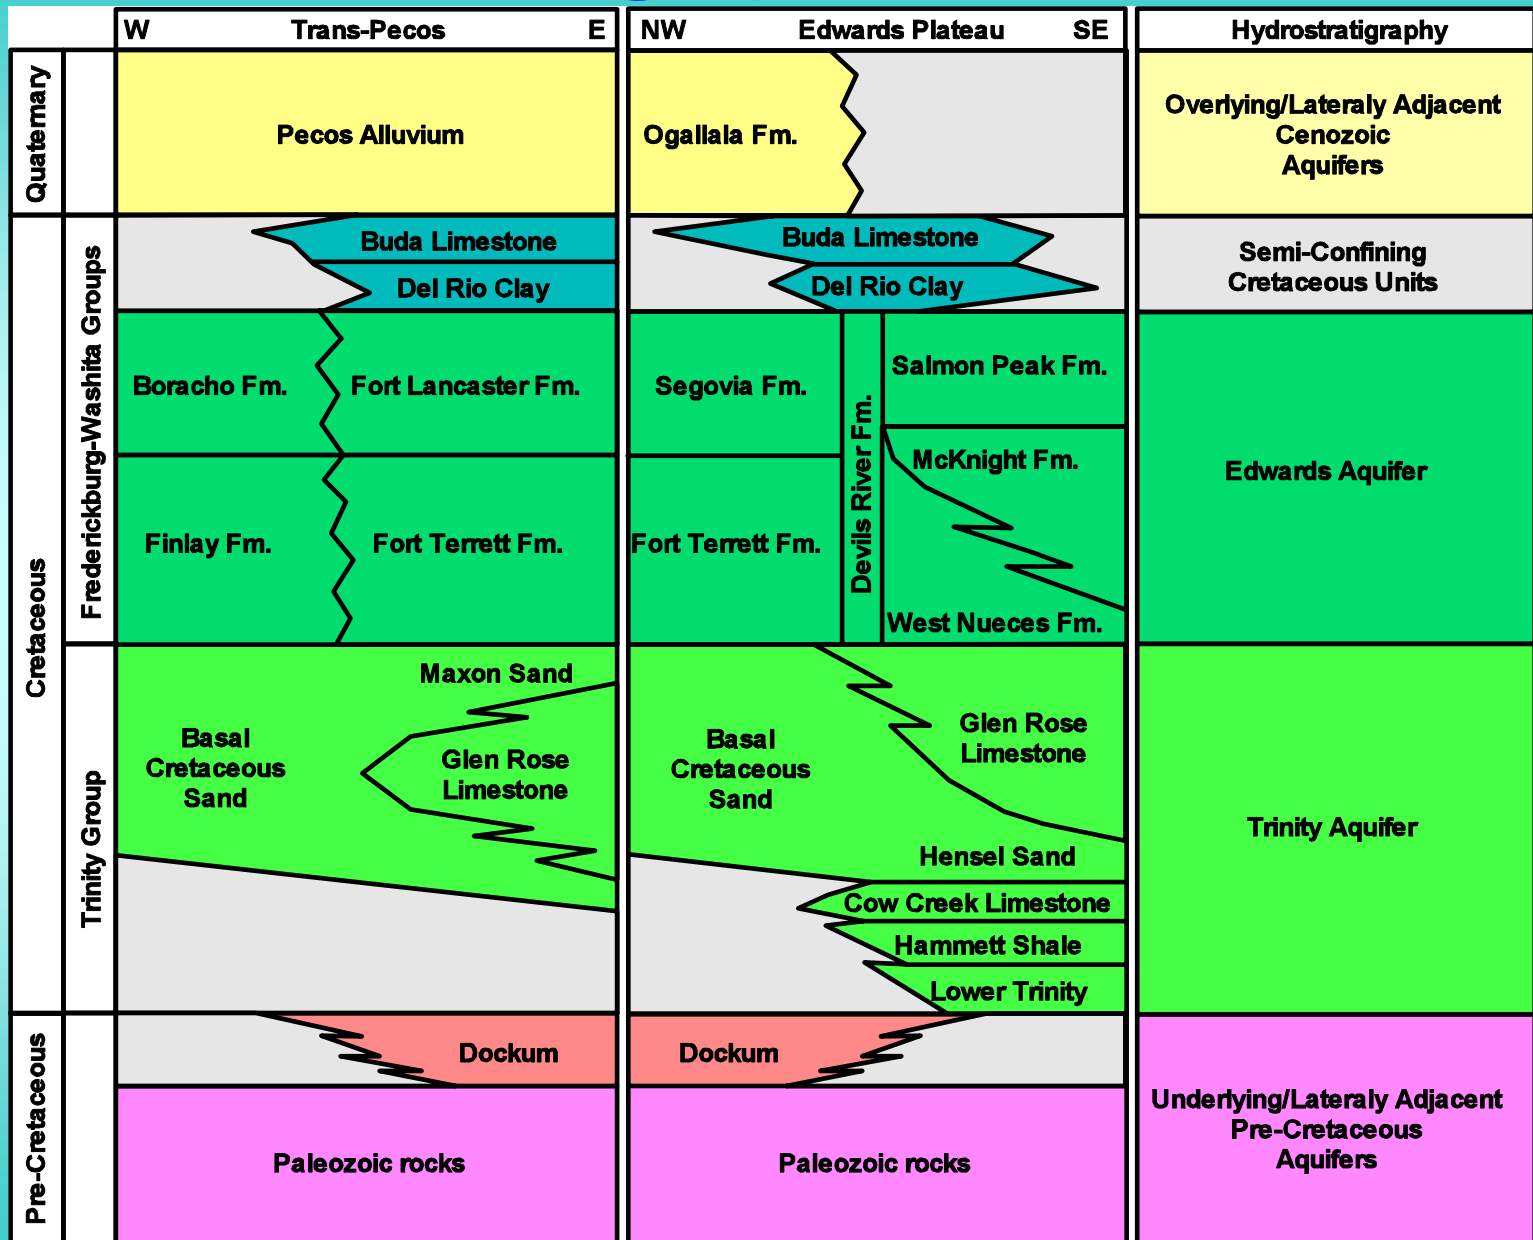 W Trans-Pecos E
NW Edwards Plateau SE
Hydrostratigraphy
Quaternary
Pecos Alluvium
Ogallala Fm.
Overlying/Lateraly Adjacent
Cenozoic
Aquifers
Cretaceous
Frederickburg-Washita Groups
Buda Limestone
Del Rio Clay
Buda Limestone
Del Rio Clay
Semi-Confining
Cretaceous Units
Boracho Fm.
Fort Lancaster Fm.
Finlay Fm.
Fort Terrett Fm.
Segovia Fm.
Fort Terrett Fm.
Devils River Fm.
Salmon Peak Fm.
McKnight Fm.
West Nueces Fm.
Edwards Aquifer
Trinity Group
Maxon Sand
Basal
Cretaceous
Sand
Glen Rose
Limestone
Basal
Cretaceous
Sand
Glen Rose
Limestone
Hensel Sand
Cow Creek Limestone
Hammett Shale
Lower Trinity
Trinity Aquifer
Pre-Cretaceous
Dockum
Paleozoic rocks
Dockum
Paleozoic rocks
Underlying/Lateraly Adjacent
Pre-Cretaceous
Aquifers